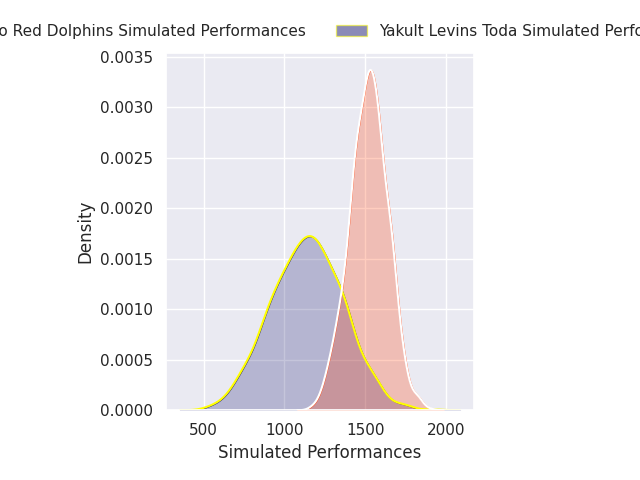 Red Dolphins Simulated Performances Yakult Levins Toda Simulated
0.0035
0.0030
0.0025
0.0020
0.0015
0.0010
0.0005
0.0000
Density
500 1000 1500 2000
Simulated Performances